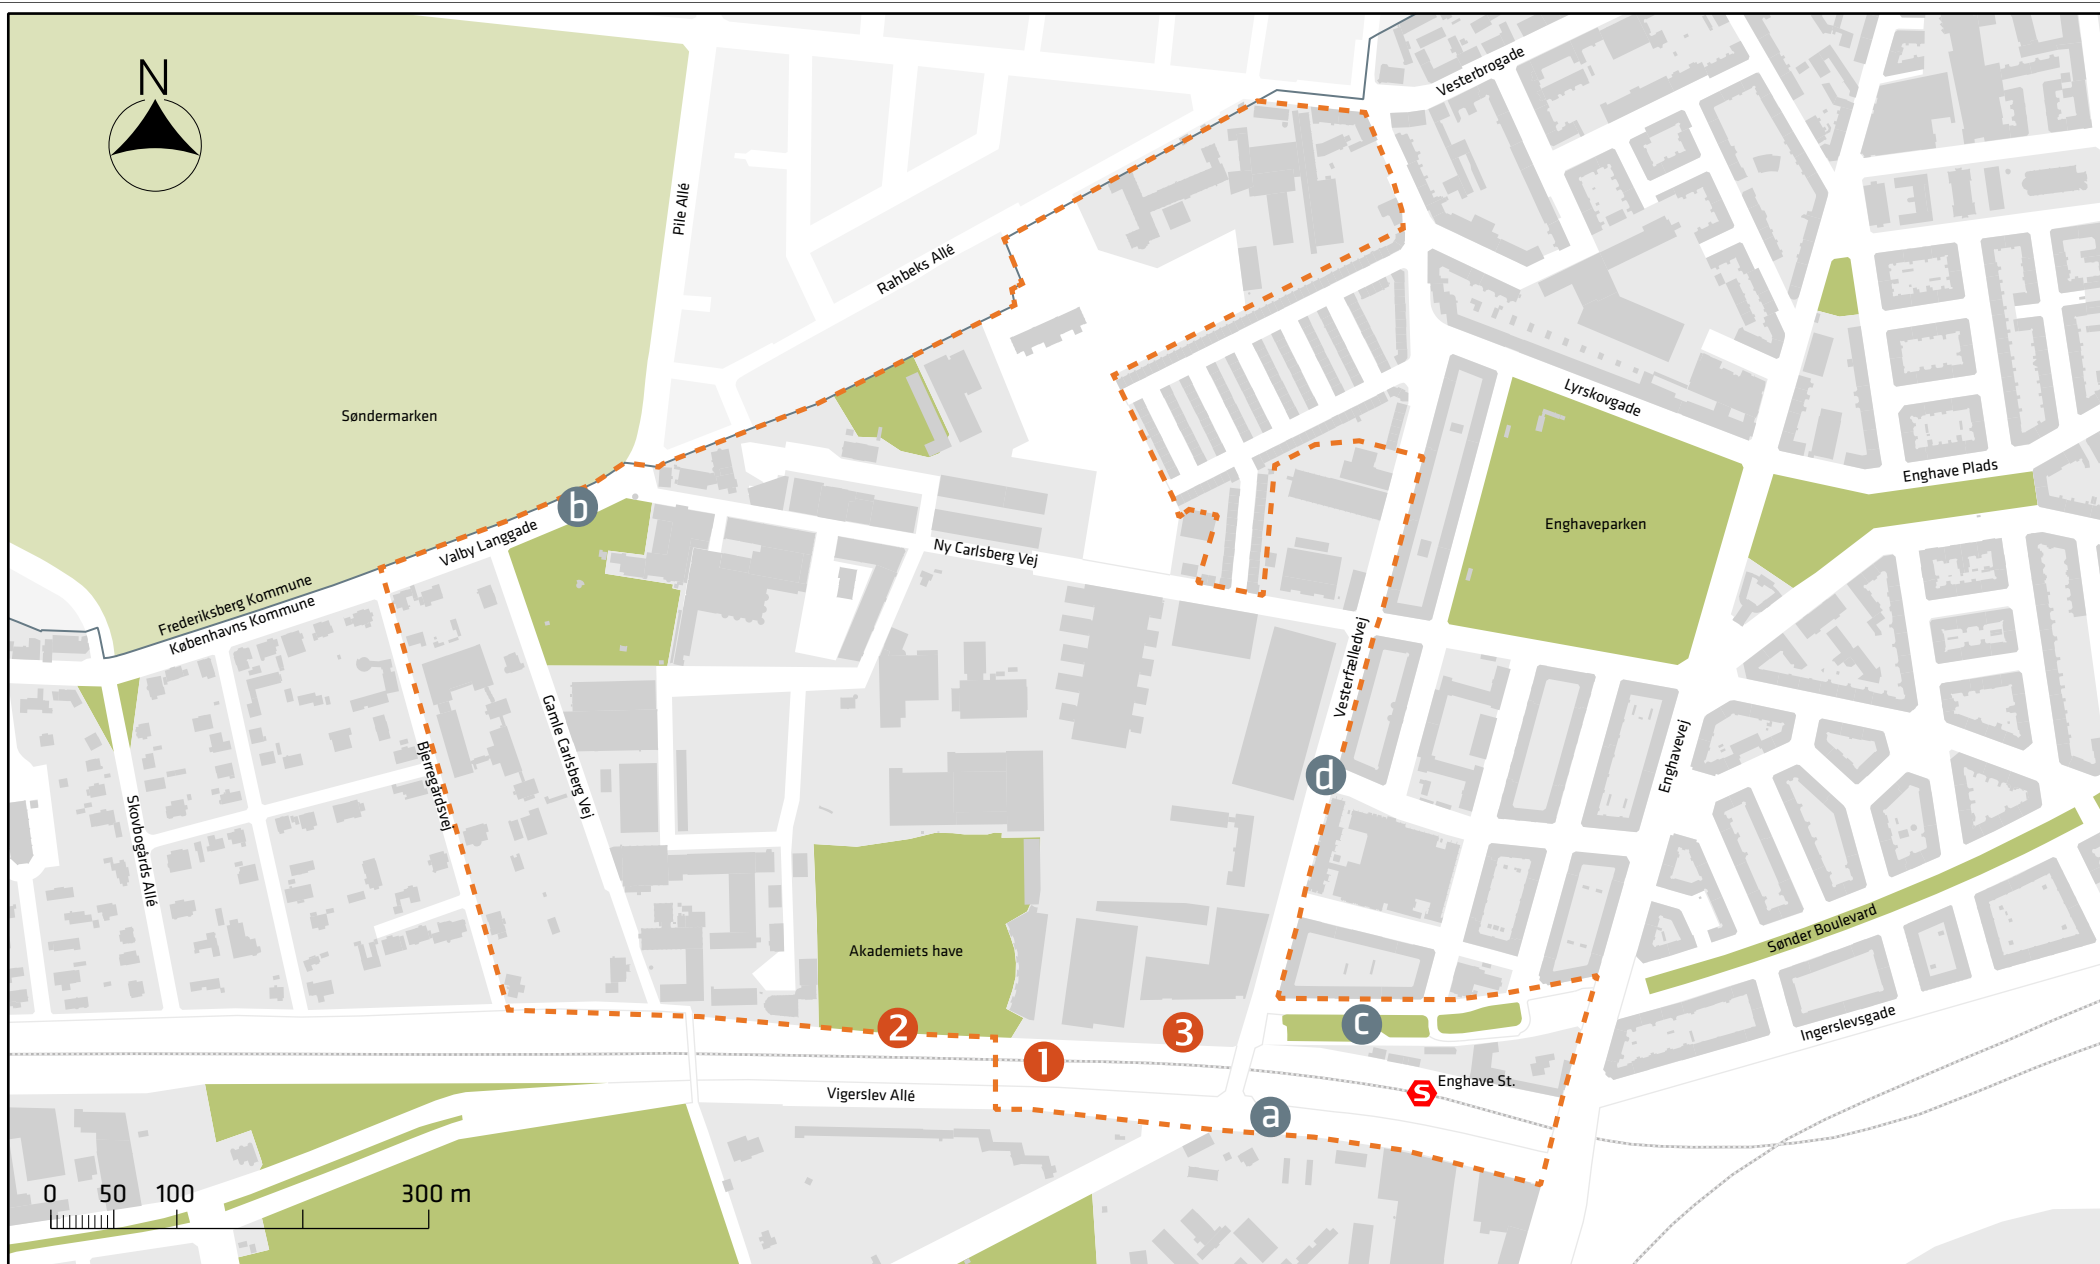 N
Vesterbrogade
Pile Allé
Rahbeks Allé
Søndermarken
Lyrskovgade
Enghave Plads
b
Enghaveparken
Valby Langgade
Ny Carlsberg Vej
Frederiksberg Kommune
Københavns Kommune
Vesterfælledvej
Gamle Carlsberg Vej
Bjerregårdsvej
Enghavevej
d
Skovbogårds Allé
Sønder Boulevard
Akademiets have
2
3
c
Ingerslevsgade
1
S
Enghave St.
Vigerslev Allé
a
0 50 100 300 m